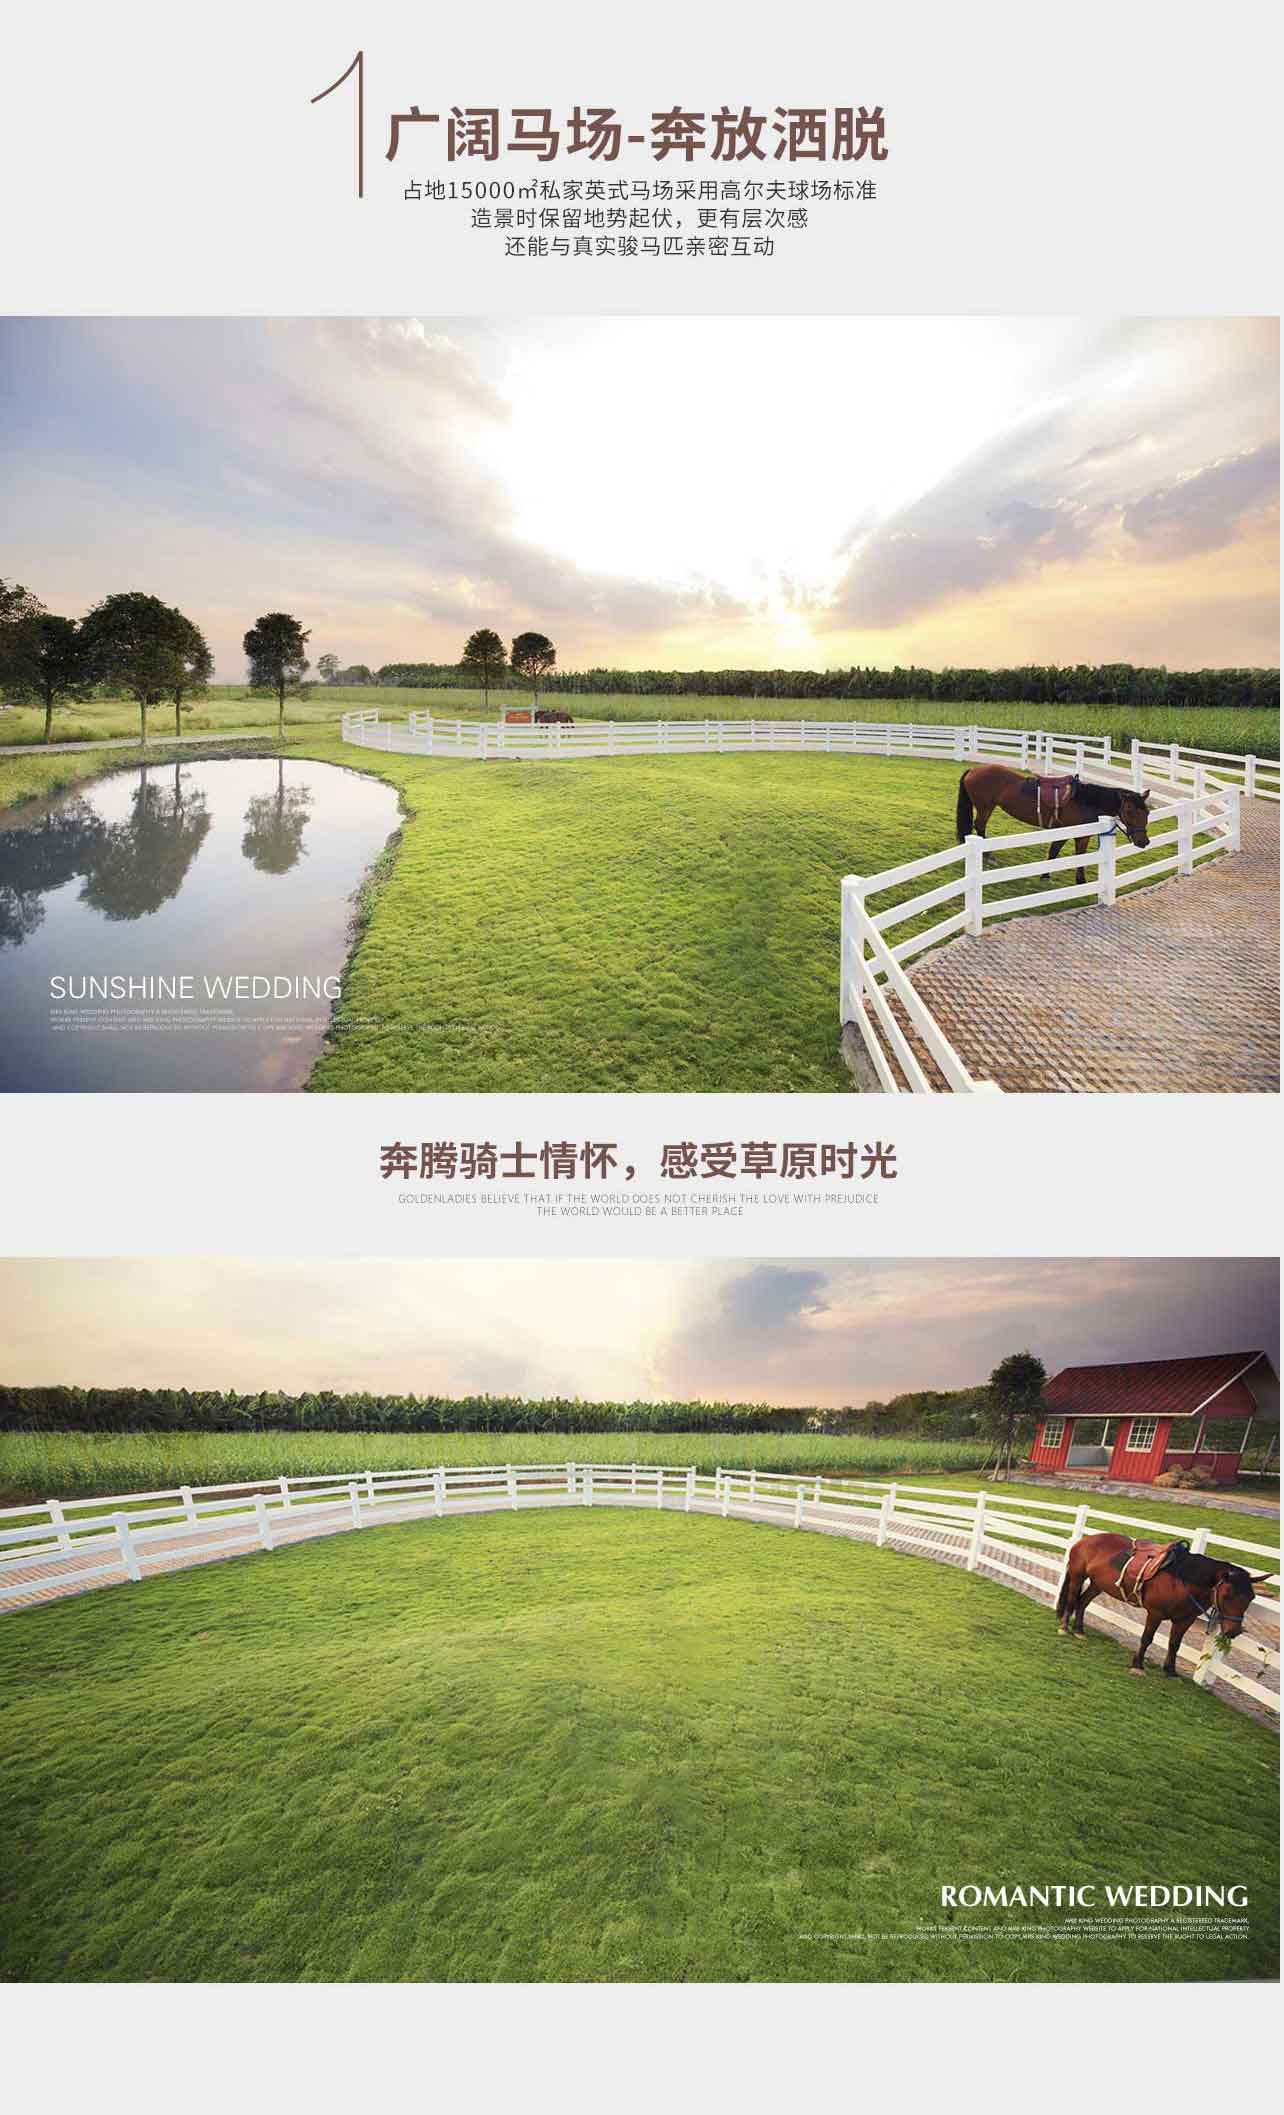 1
广阔马场-奔放洒脱
占地15000㎡私家英式马场采用高尔夫球场标准
造景时保留地势起伏，更有层次感
还能与真实骏马匹亲密互动
SUNSHINE WEDDING
奔腾骑士情怀，感受草原时光
GOLDENLADIES BELIEVE THAT IF THE WORLD DOES NOT CHERISH THE LOVE WITH PREJUDICE
THE WORLD WOULD BE A BETTER PLACE
ROMANTIC WEDDING